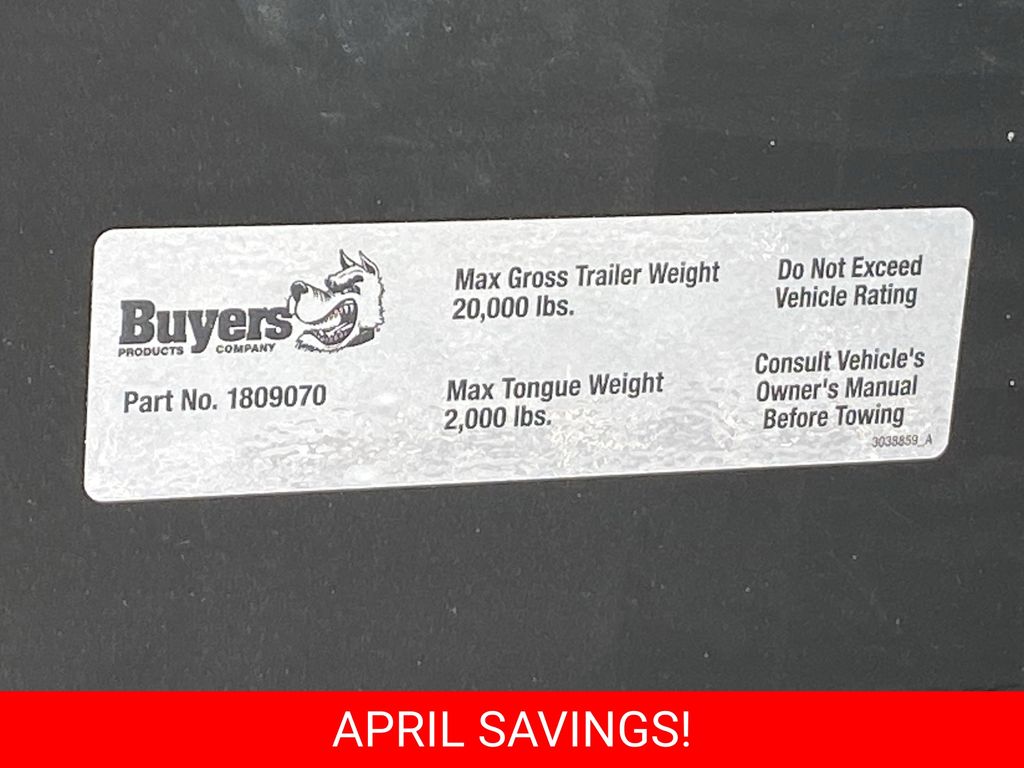 Buyers
PRODUCTS COMPANY
Part No. 1809070
Max Gross Trailer Weight
20,000 lbs.
Max Tongue Weight
2,000 lbs.
Do Not Exceed
Vehicle Rating
Consult Vehicle's
Owner's Manual
Before Towing
3038859_A
APRIL SAVINGS!